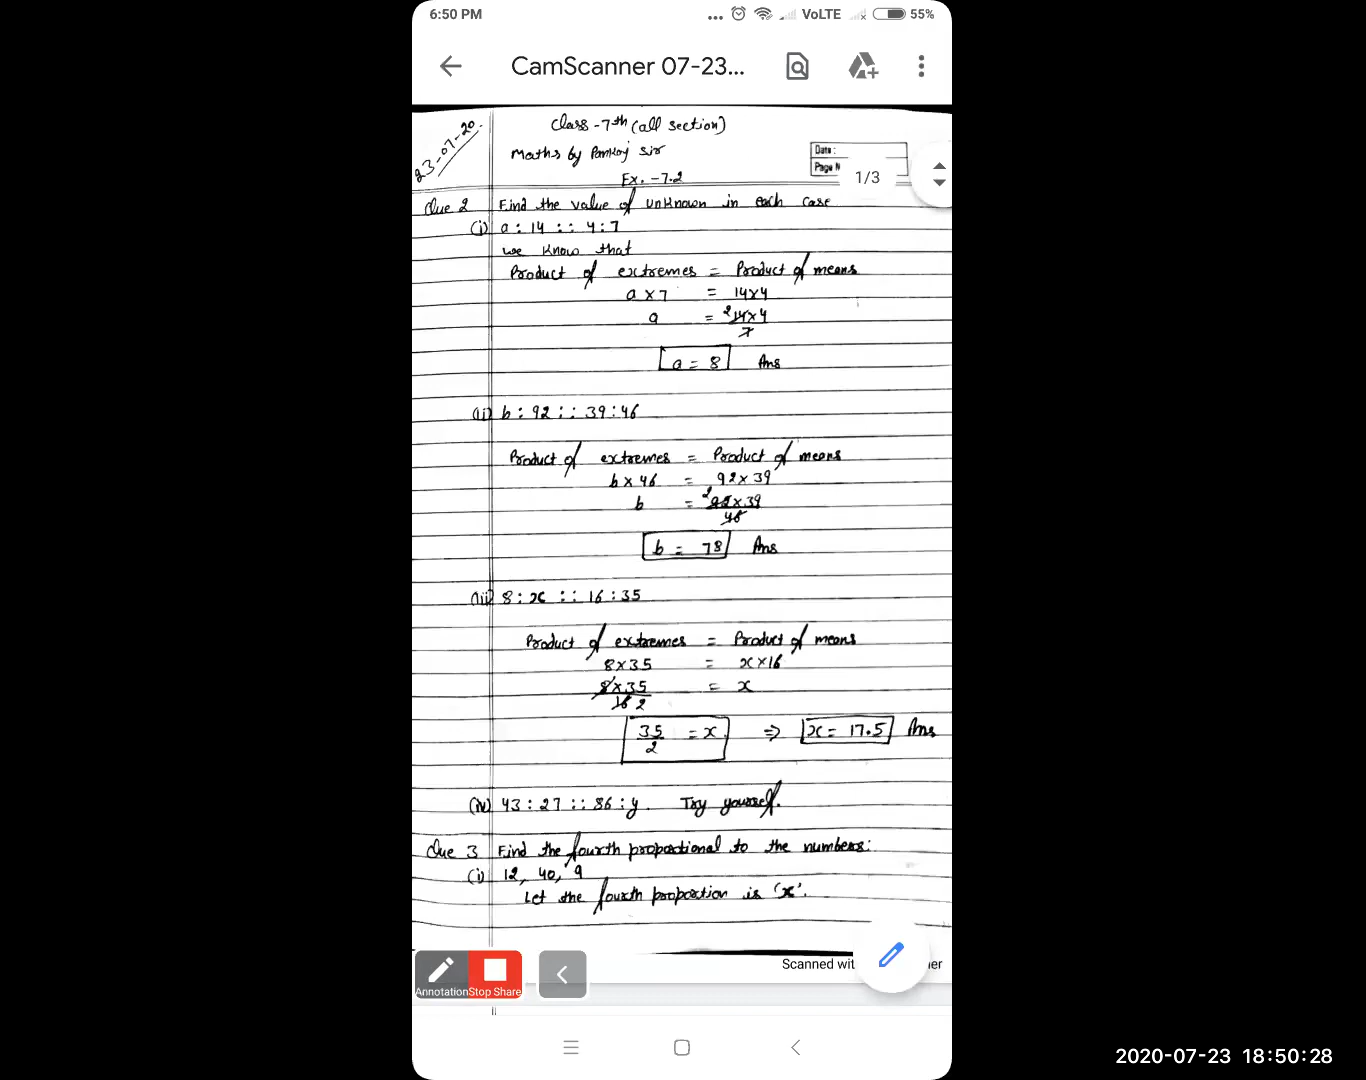 6:50 PM
... VoLTE 55%
CamScanner 07-23...
23-07-20.
Class -7th (all section)
Maths by Pankaj Sir
Date :
Page N
1/3
Ex. -7.2
Que 2 Find the value of unknown in each case
(i) a : 14 :: 4 : 7
we know that
Product of extremes = Product of means
a × 7 = 14×4
a = 2 14×4
7
a = 8 Ans
(ii) b : 92 :: 39 : 46
Product of extremes = Product of means
b × 46 = 92 × 39
b = 2 92 × 39
46
b = 78 Ans
(iii) 8 : x :: 16 : 35
Product of extremes = Product of means
8 × 35 = x × 16
8 × 35 = x
16 2
35 = x ⇒ x = 17.5 Ans
2
(iv) 43 : 27 :: 86 : y . Try yourself.
Que 3 Find the fourth proportional to the numbers:
(i) 12, 40, 9
Let the fourth proportion is 'x'.
Scanned wit er
Annotation Stop Share
2020-07-23 18:50:28